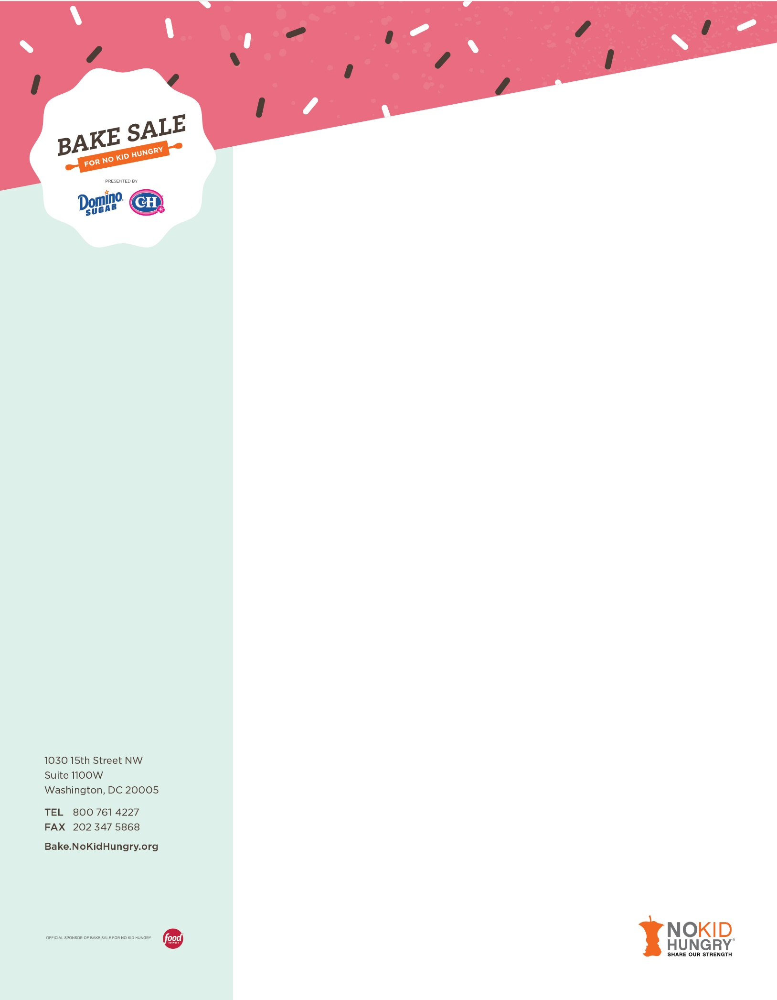 BAKE SALE
FOR NO KID HUNGRY
PRESENTED BY
Domino®
SUGAR
C&H®
1030 15th Street NW
Suite 1100W
Washington, DC 20005
TEL 800 761 4227
FAX 202 347 5868
Bake.NoKidHungry.org
OFFICIAL SPONSOR OF BAKE SALE FOR NO KID HUNGRY
food
network
NOKID
HUNGRY®
SHARE OUR STRENGTH